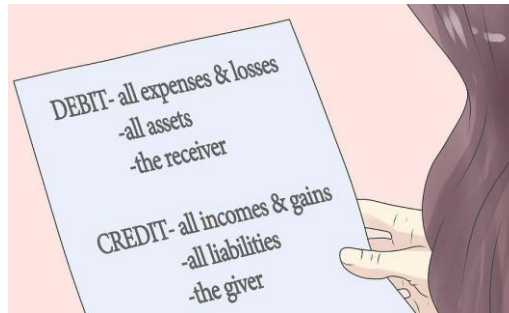 DEBIT- all expenses & losses
-all assets
-the receiver
CREDIT- all incomes & gains
-all liabilities
-the giver